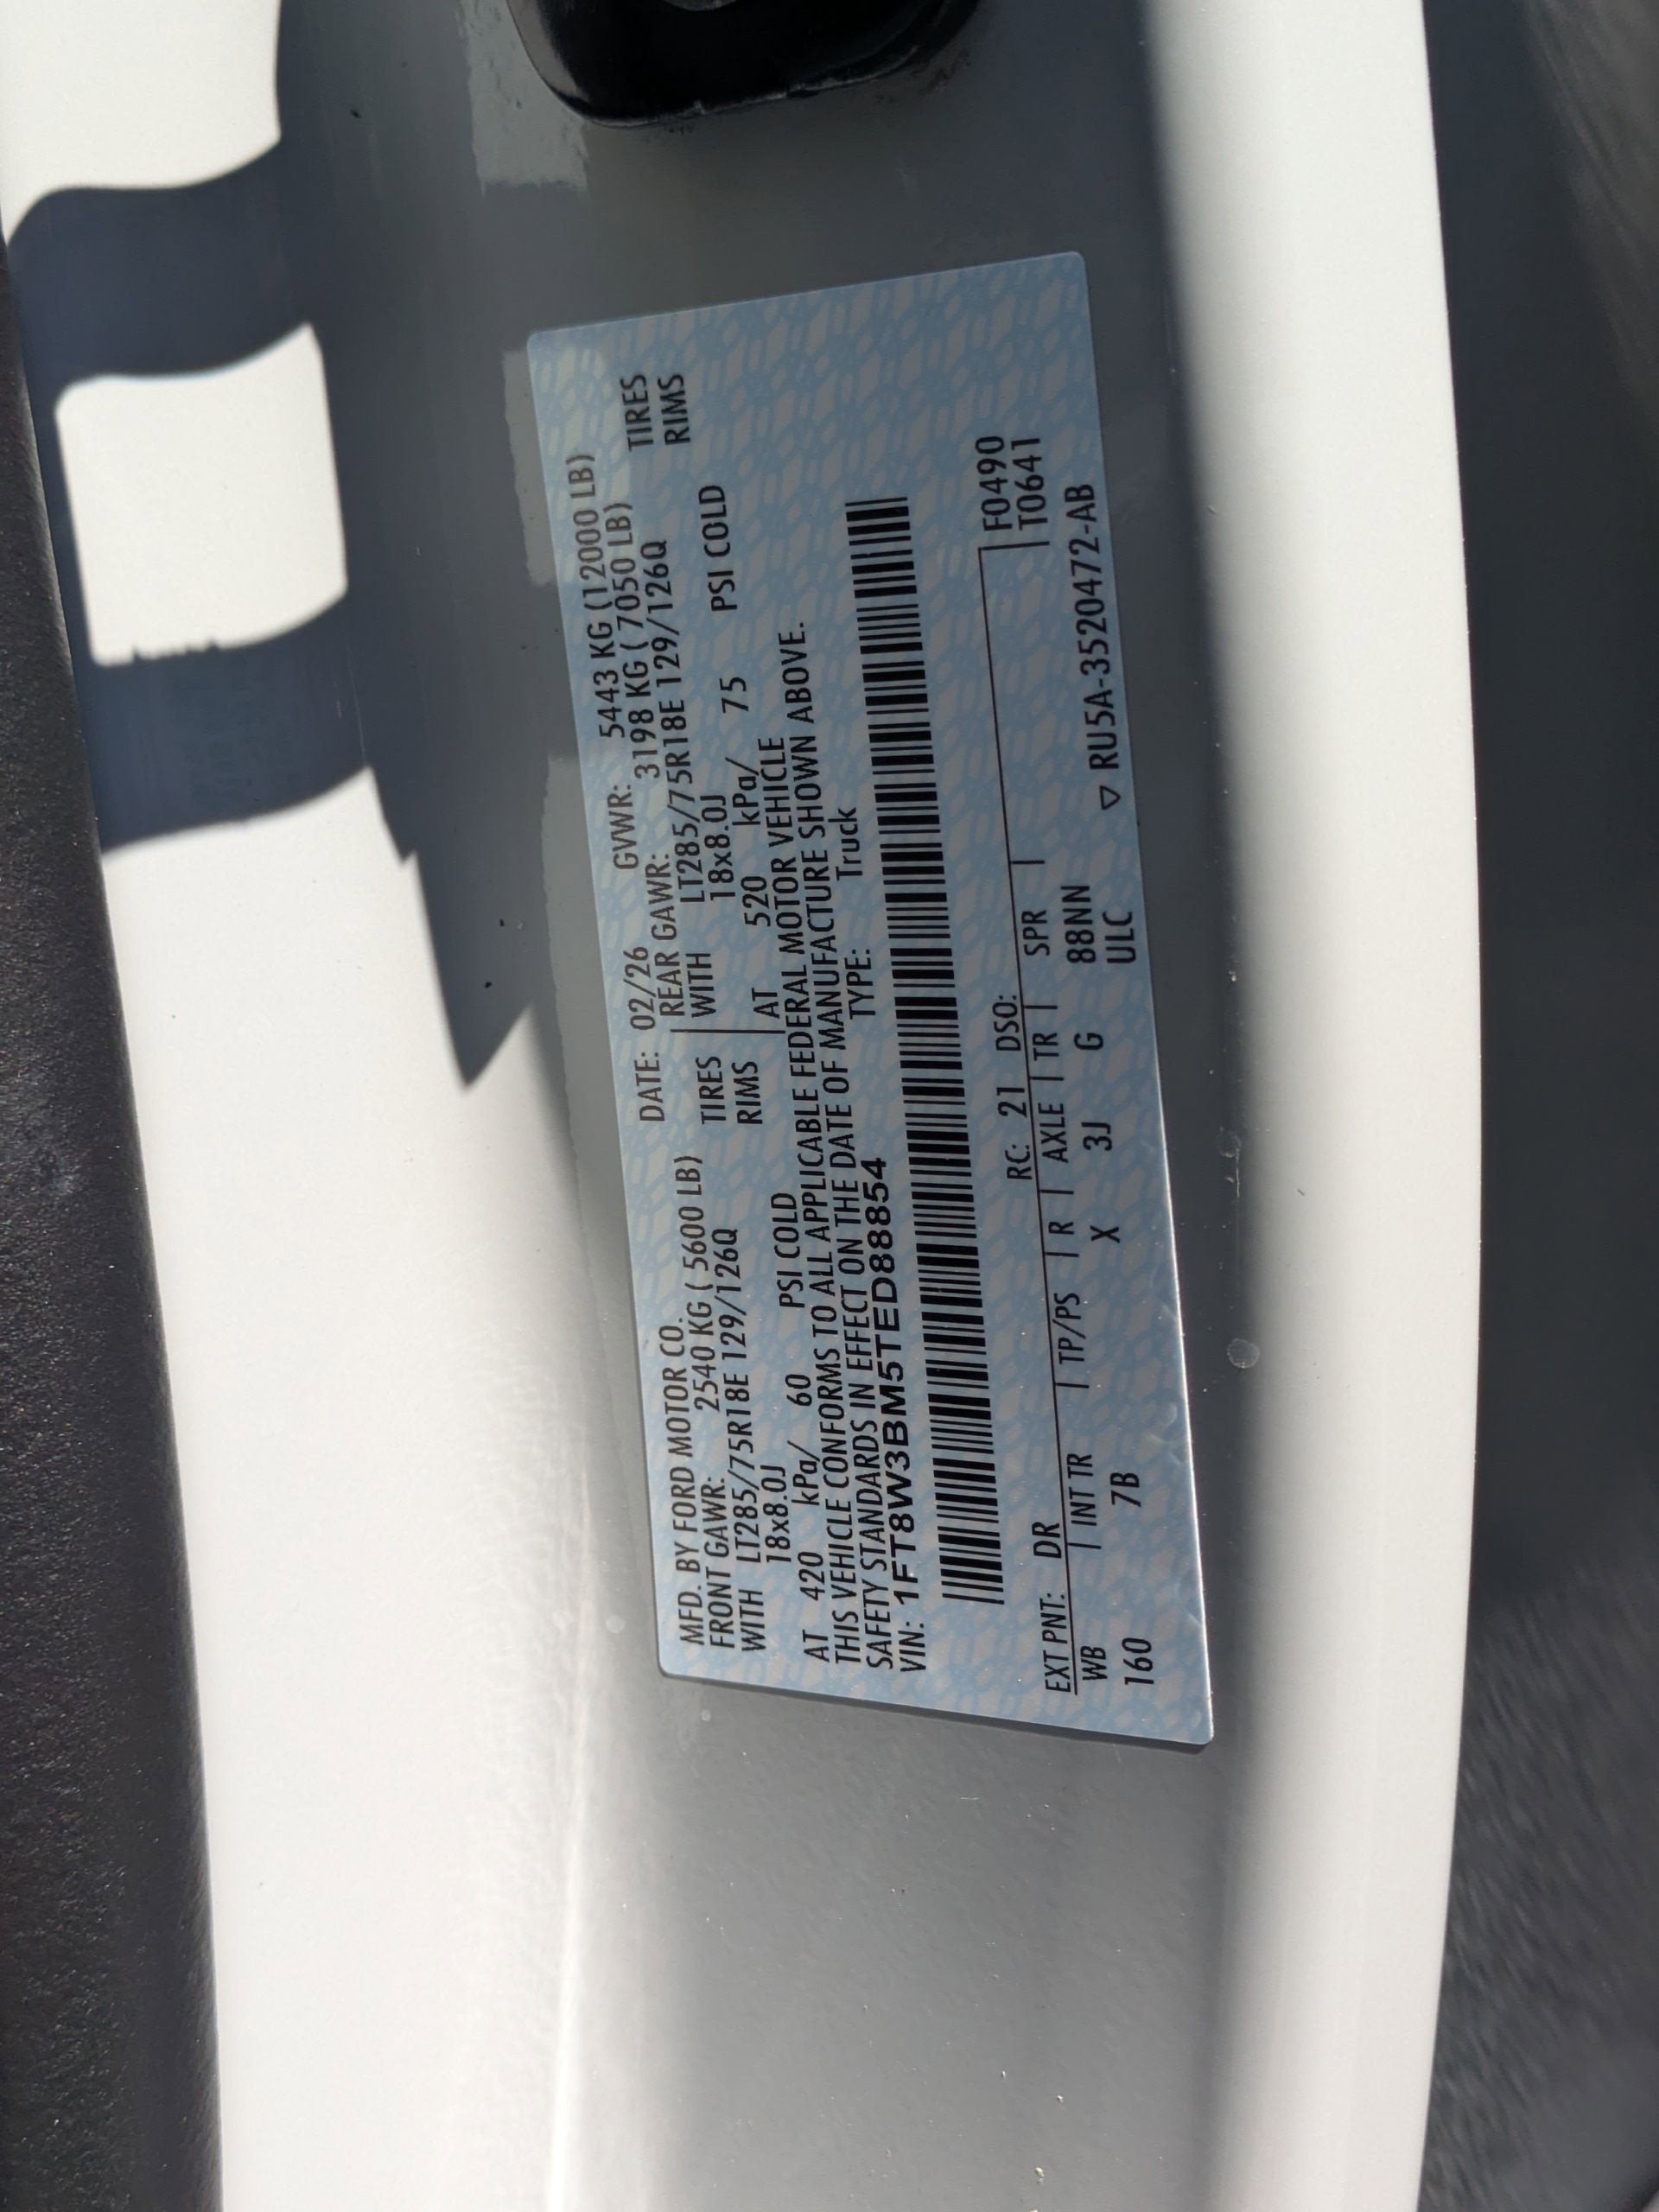 MFD. BY FORD MOTOR CO.
DATE: 02/26 GVWR: 5443 KG (12000 LB)
FRONT GAWR: 2540 KG ( 5600 LB) REAR GAWR: 3198 KG ( 7050 LB)
WITH LT285/75R18E 129/126Q TIRES WITH LT285/75R18E 129/126Q TIRES
18x8.0J RIMS 18x8.0J RIMS
AT 420 kPa/ 60 PSI COLD AT 520 kPa/ 75 PSI COLD
THIS VEHICLE CONFORMS TO ALL APPLICABLE FEDERAL MOTOR VEHICLE
SAFETY STANDARDS IN EFFECT ON THE DATE OF MANUFACTURE SHOWN ABOVE.
VIN: 1FT8W3BM5TED88854 TYPE: Truck
EXT PNT: DR RC: 21 DSO: F0490
WB INT TR TP/PS R AXLE TR SPR T0641
160 7B X 3J G 88NN
ULC ▽ RU5A-3520472-AB